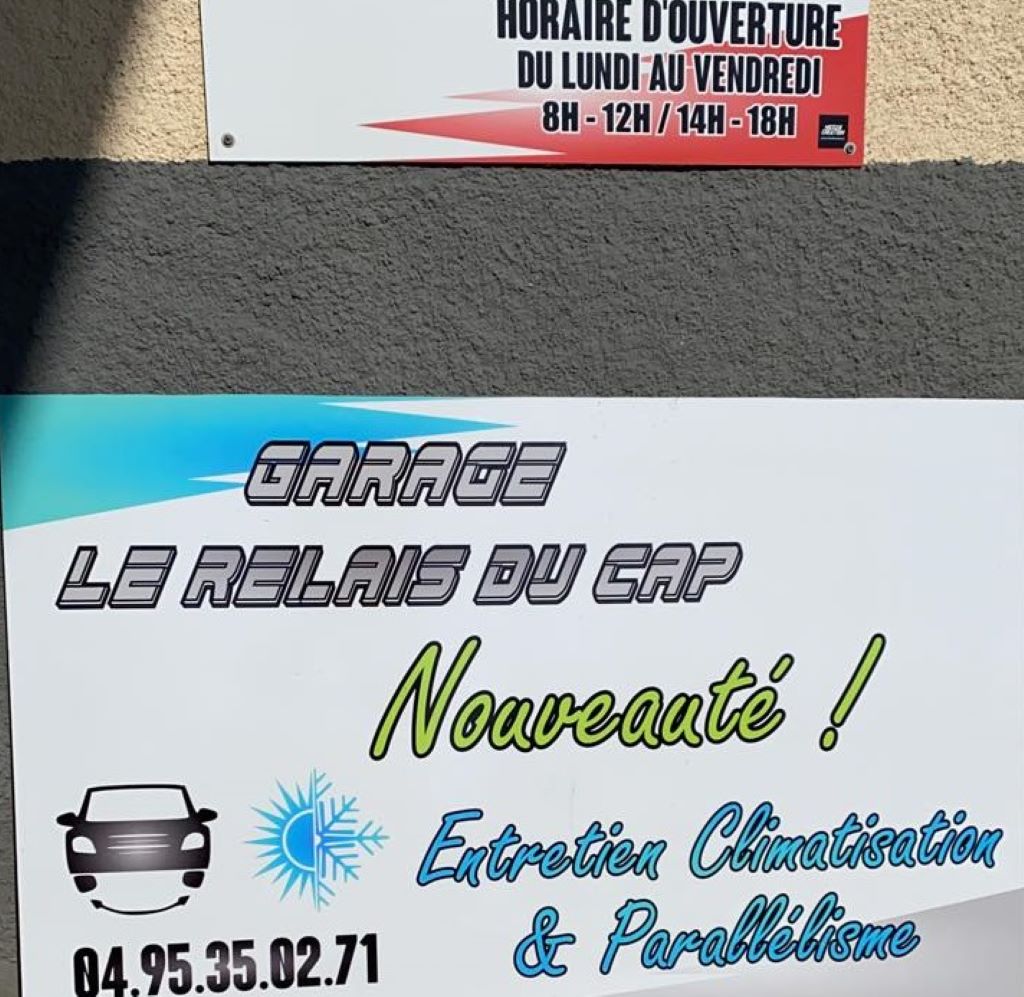 HORAIRE D'OUVERTURE
DU LUNDI AU VENDREDI
8H - 12H / 14H - 18H
GARAGE
LE RELAIS DU CAP
Nouveauté !
Entretien Climatisation
& Parallélisme
04.95.35.02.71